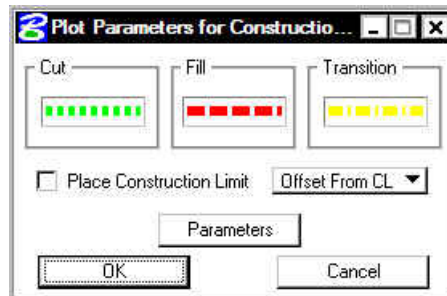 Plot Parameters for Constructio...
Cut Fill Transition
Place Construction Limit Offset From CL
Parameters
OK Cancel